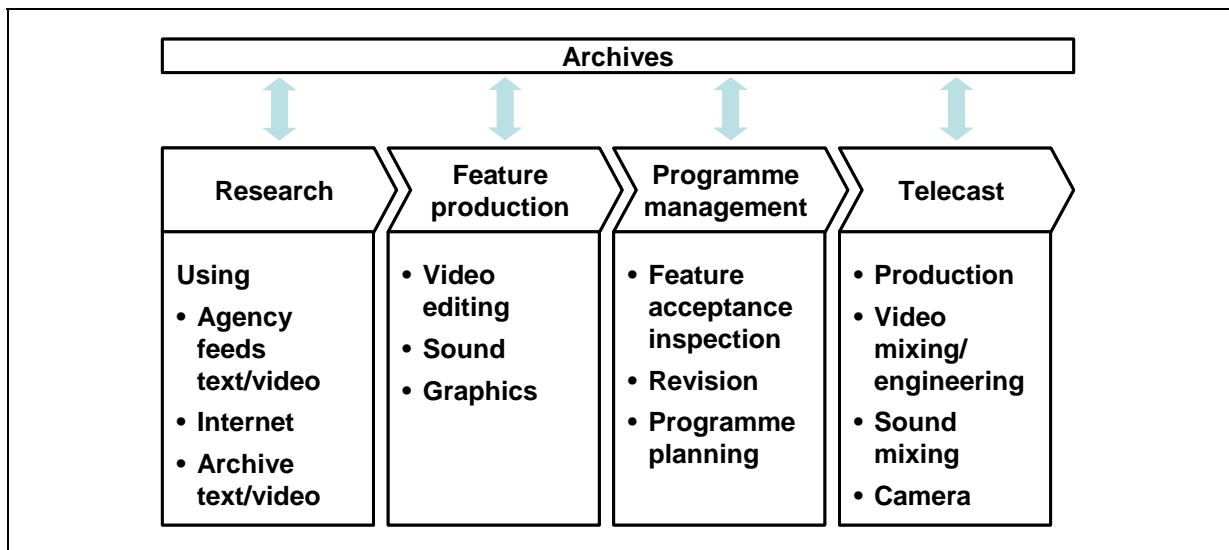 Archives
Research
Feature
production
Programme
management
Telecast
Using
• Agency
feeds
text/video
• Internet
• Archive
text/video
• Video
editing
• Sound
• Graphics
• Feature
acceptance
inspection
• Revision
• Programme
planning
• Production
• Video
mixing/
engineering
• Sound
mixing
• Camera